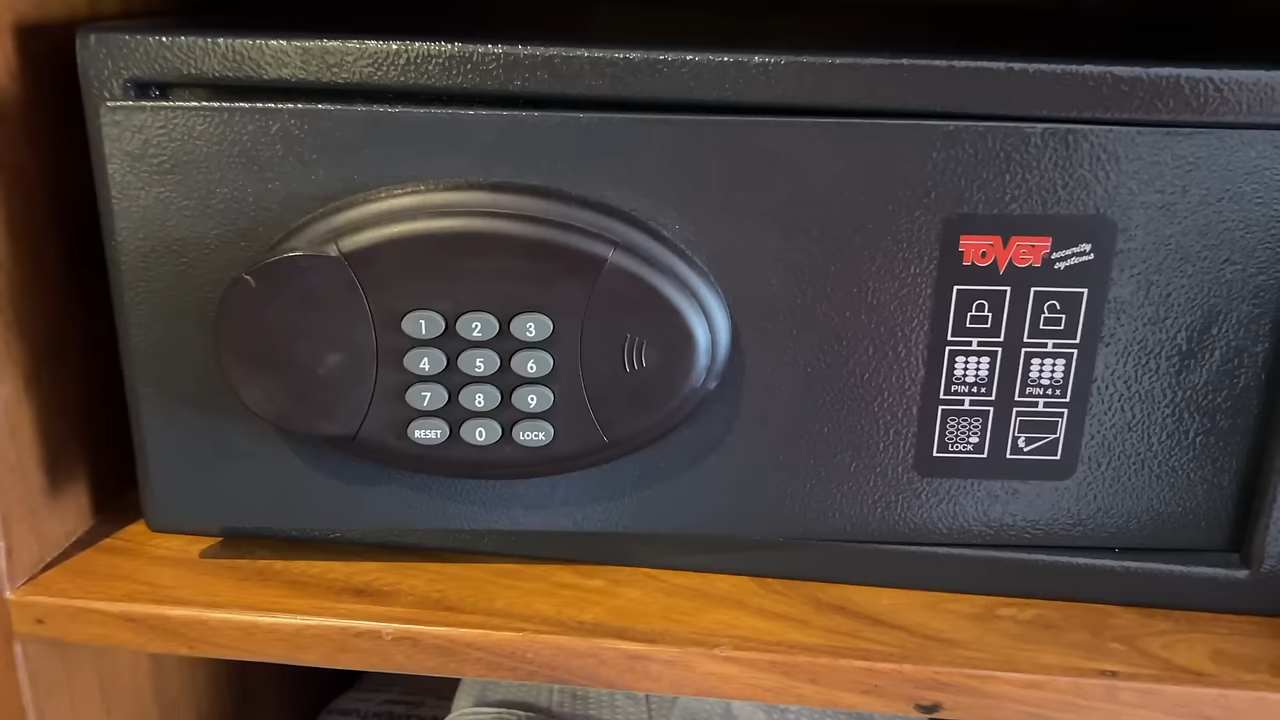 1 2 3
4 5 6
7 8 9
RESET 0 LOCK
Tover security
systems
PIN 4 x PIN 4 x
LOCK